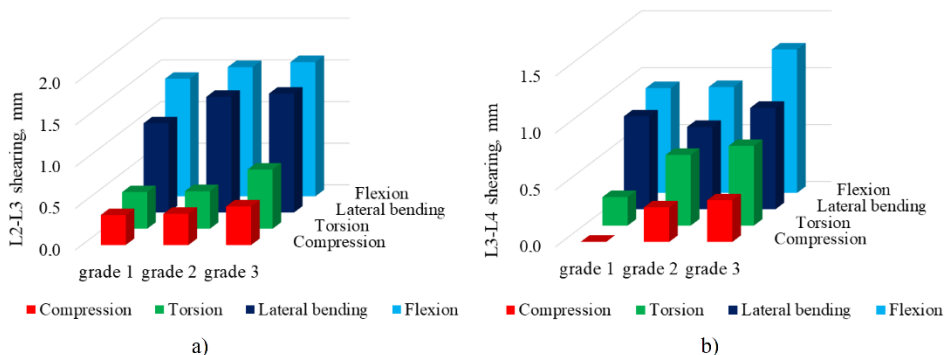 L2-L3 shearing, mm
2.0
1.5
1.0
0.5
0.0
Flexion
Lateral bending
Torsion
Compression
grade 1 grade 2 grade 3
Compression Torsion Lateral bending Flexion
a)
L3-L4 shearing, mm
1.5
1.0
0.5
0.0
Flexion
Lateral bending
Torsion
Compression
grade 1 grade 2 grade 3
Compression Torsion Lateral bending Flexion
b)